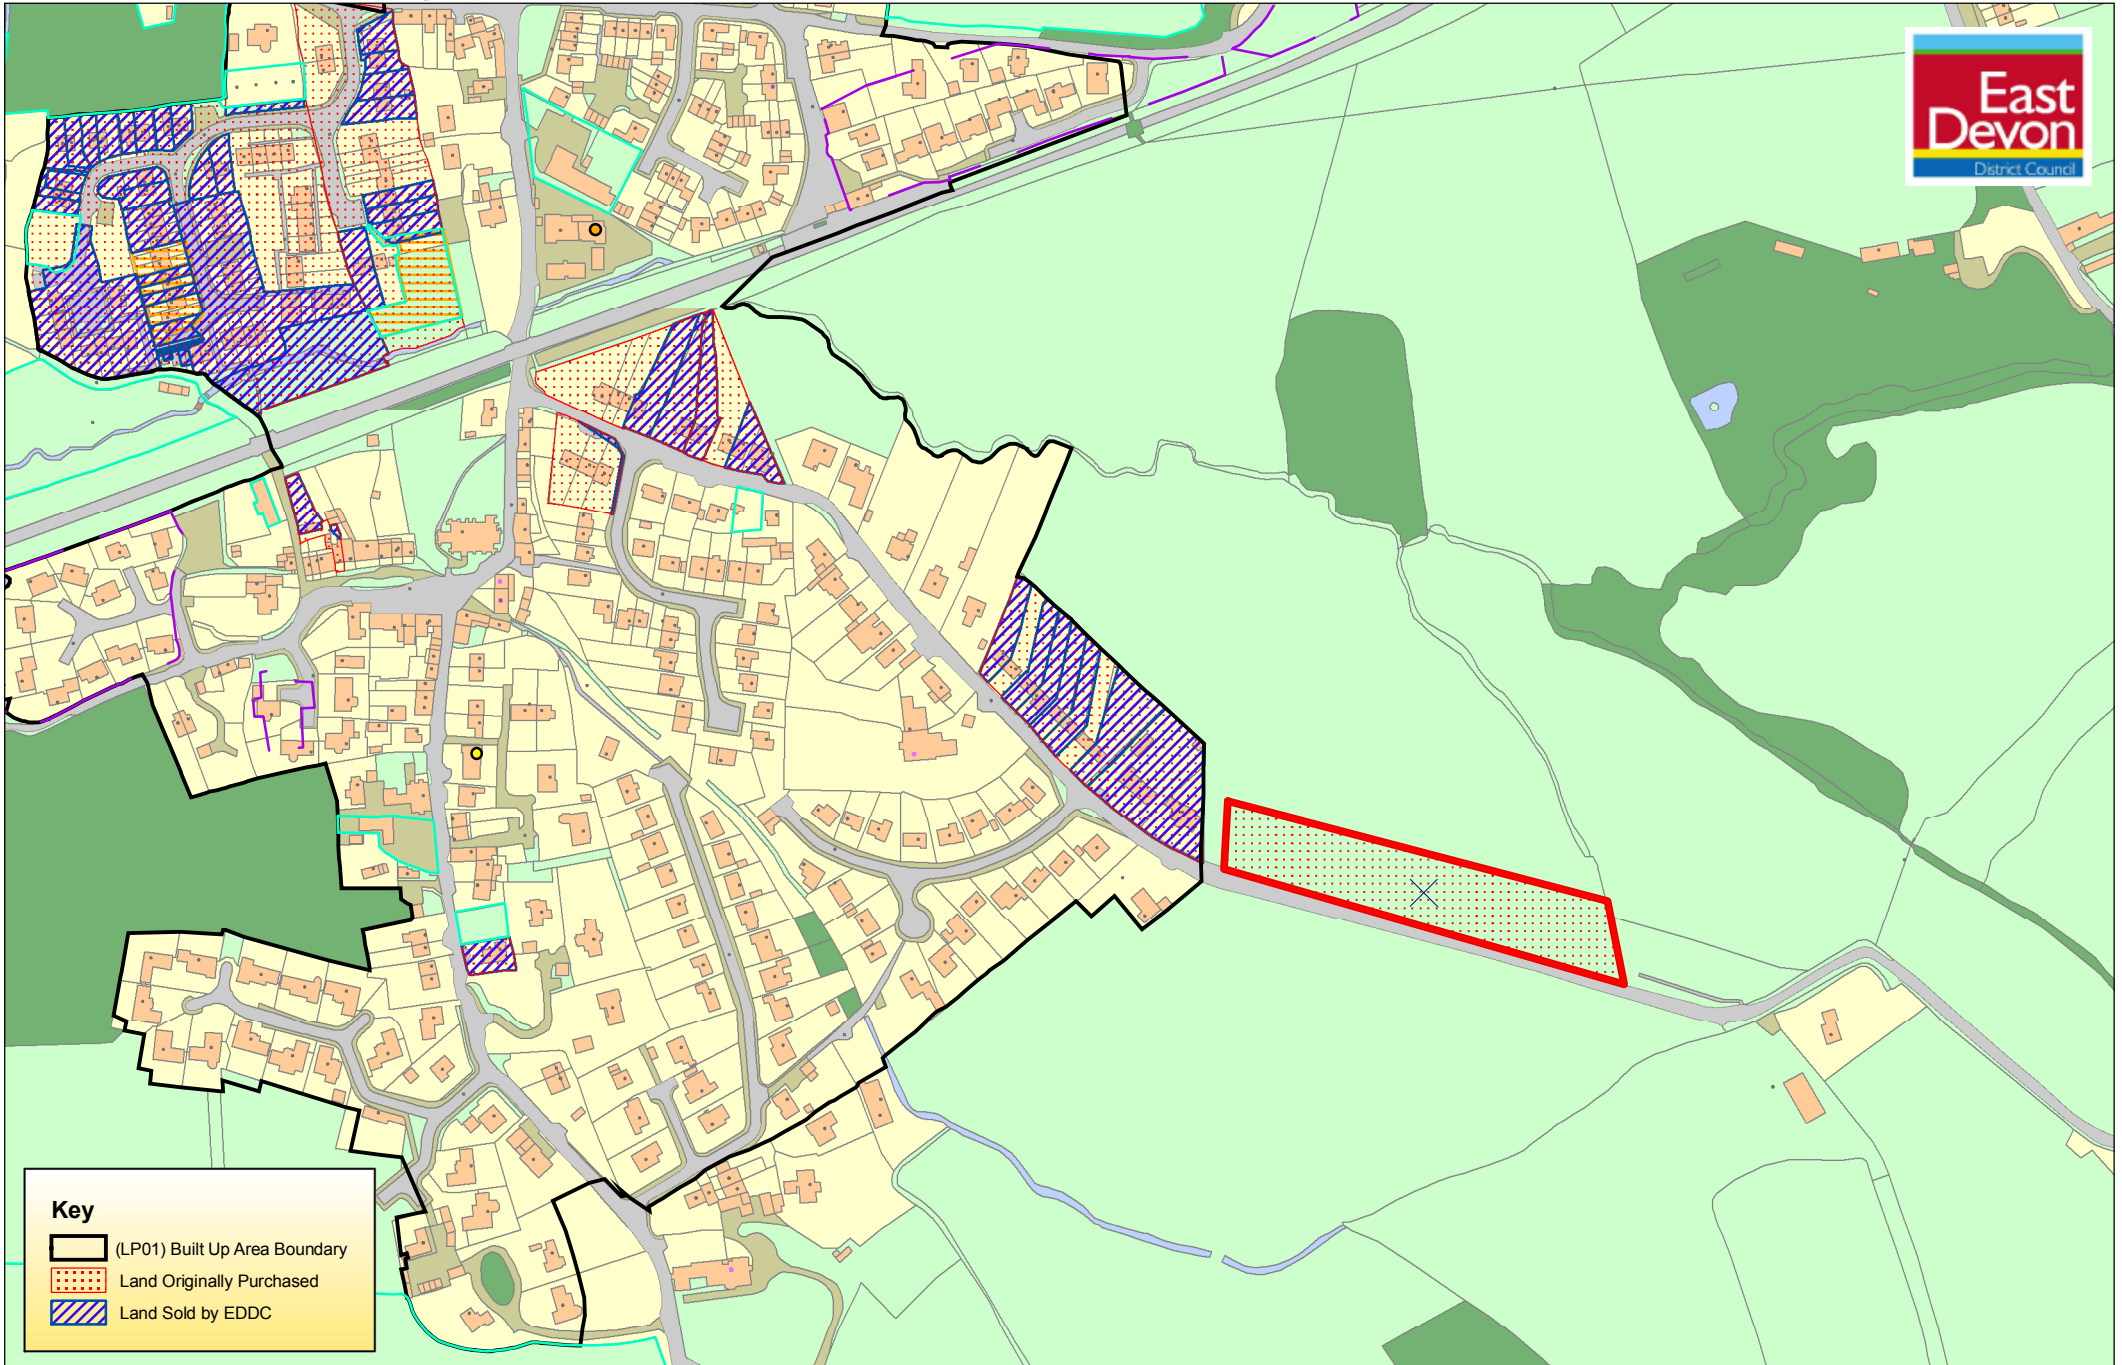 East
Devon
District Council
Key
(LP01) Built Up Area Boundary
Land Originally Purchased
Land Sold by EDDC